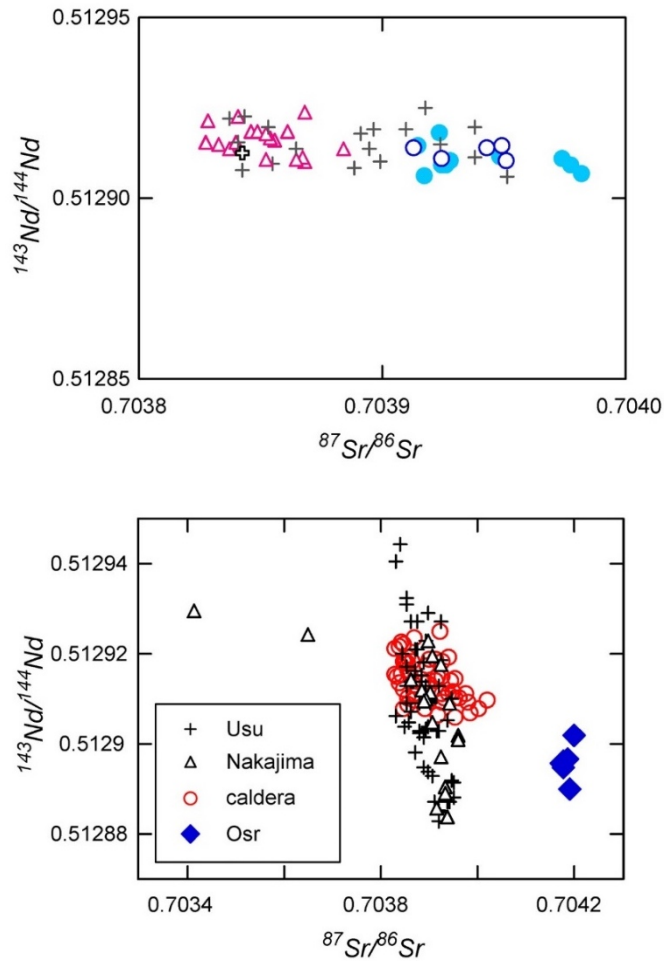 0.51295
0.51290
0.51285
143Nd/144Nd
0.7038
0.7039
0.7040
87Sr/86Sr
0.51294
0.51292
0.5129
0.51288
143Nd/144Nd
Usu
Nakajima
caldera
Osr
0.7034
0.7038
0.7042
87Sr/86Sr